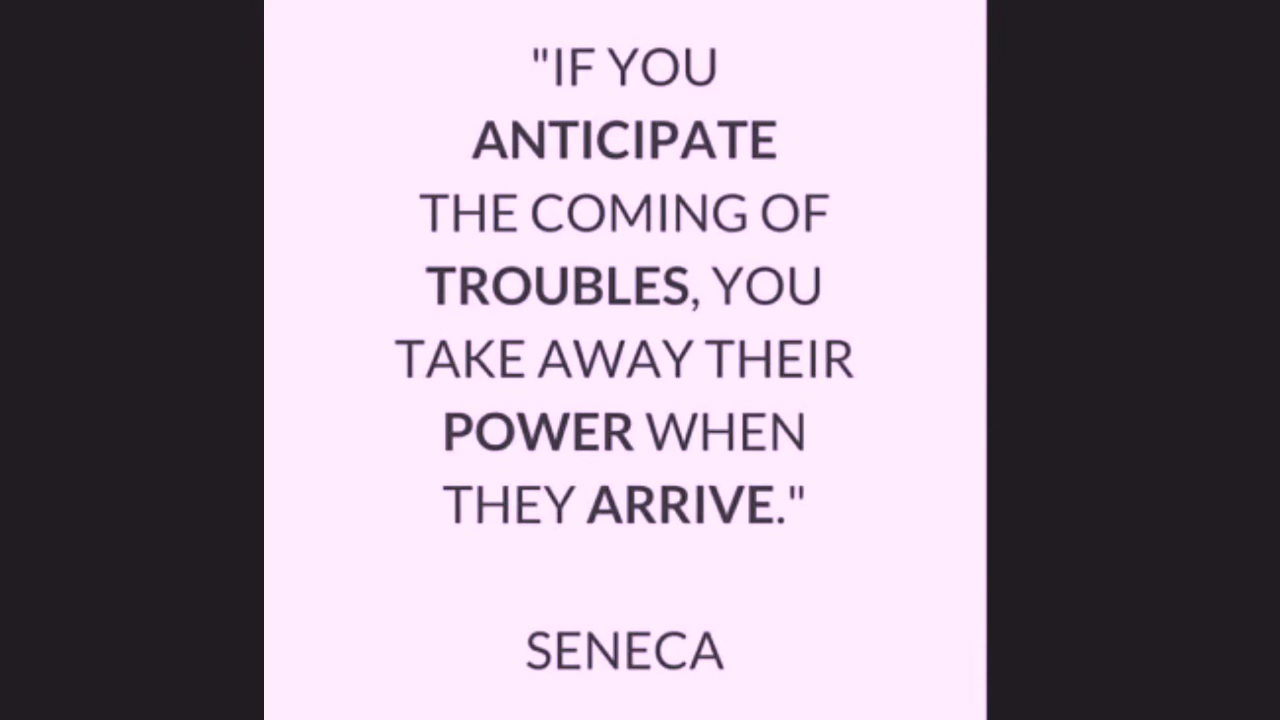 "IF YOU
ANTICIPATE
THE COMING OF
TROUBLES, YOU
TAKE AWAY THEIR
POWER WHEN
THEY ARRIVE."
SENECA